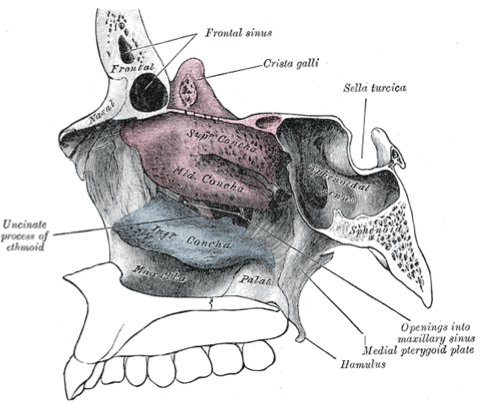 Frontal sinus
Frontal
Crista galli
Nasal
Sella turcica
Supr Concha
Mid. Concha
Sphenoidal
sinus
Sphenoid
Uncinate
process of
ethmoid
Infr Concha
Maxilla
Palat.
Openings into
maxillary sinus
Medial pterygoid plate
Hamulus